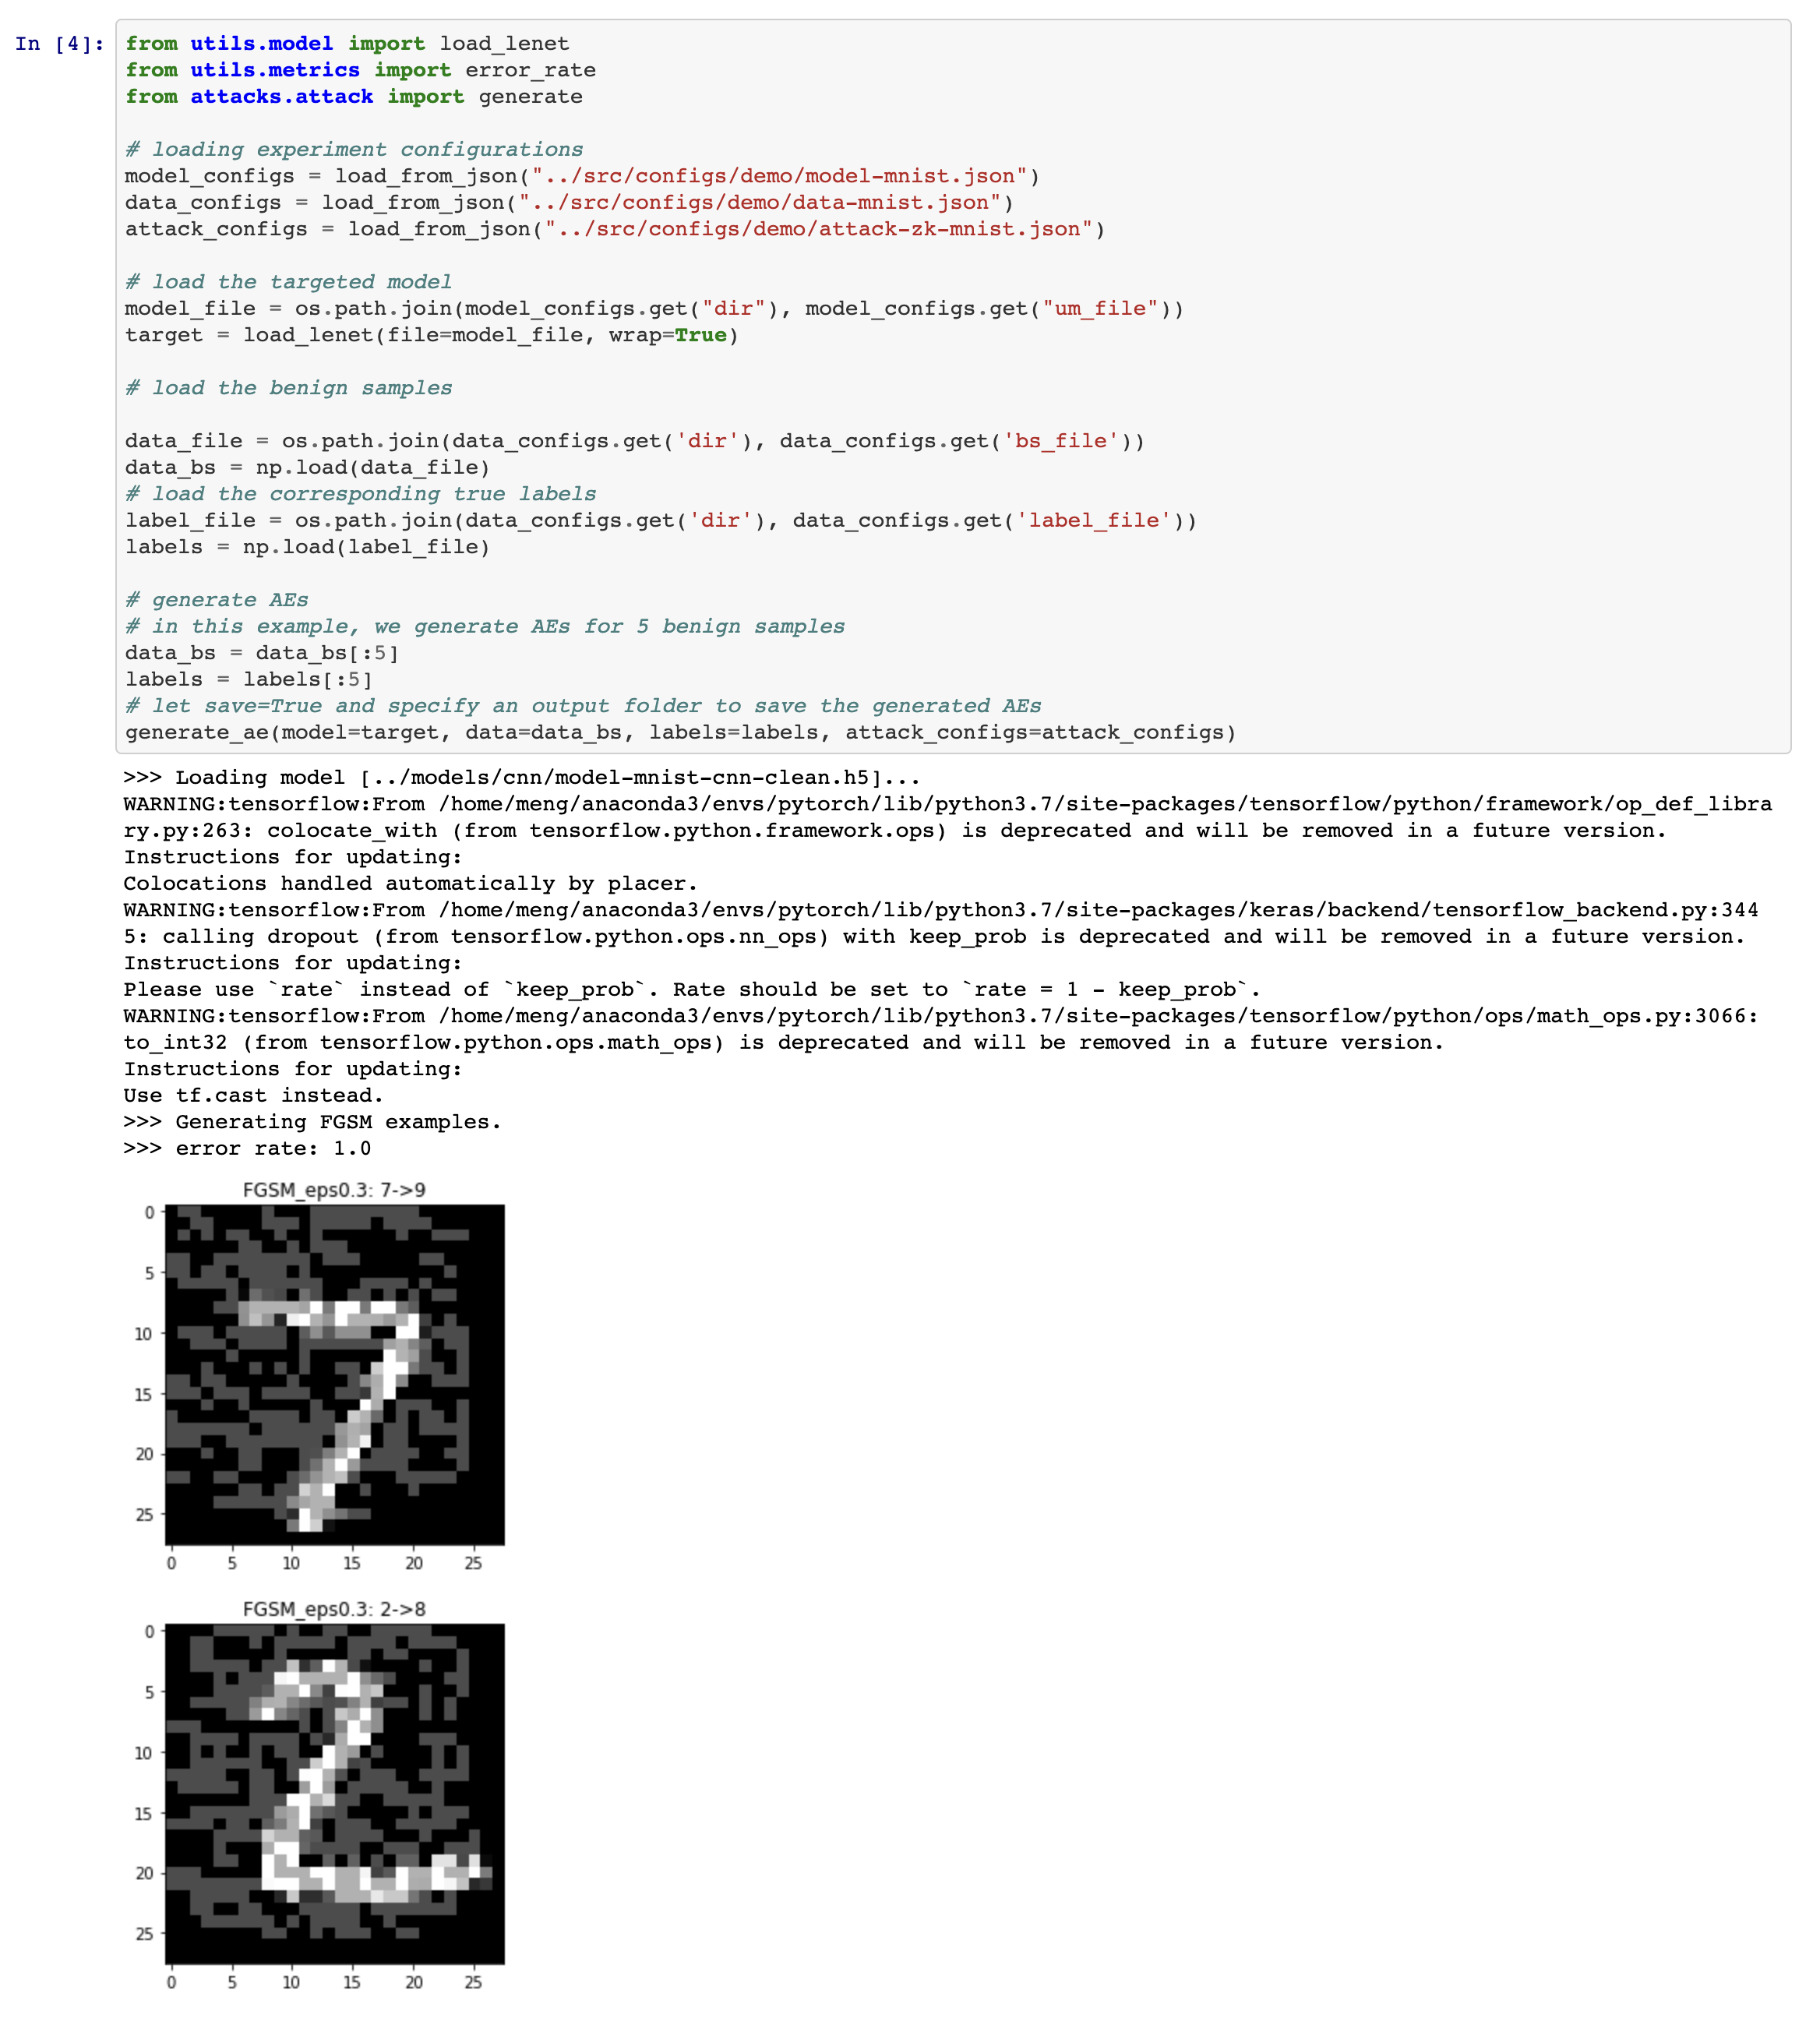 In [4]:
from utils.model import load_lenet
from utils.metrics import error_rate
from attacks.attack import generate
# loading experiment configurations
model_configs = load_from_json("../src/configs/demo/model-mnist.json")
data_configs = load_from_json("../src/configs/demo/data-mnist.json")
attack_configs = load_from_json("../src/configs/demo/attack-zk-mnist.json")
# load the targeted model
model_file = os.path.join(model_configs.get("dir"), model_configs.get("um_file"))
target = load_lenet(file=model_file, wrap=True)
# load the benign samples
data_file = os.path.join(data_configs.get('dir'), data_configs.get('bs_file'))
data_bs = np.load(data_file)
# load the corresponding true labels
label_file = os.path.join(data_configs.get('dir'), data_configs.get('label_file'))
labels = np.load(label_file)
# generate AEs
# in this example, we generate AEs for 5 benign samples
data_bs = data_bs[:5]
labels = labels[:5]
# let save=True and specify an output folder to save the generated AEs
generate_ae(model=target, data=data_bs, labels=labels, attack_configs=attack_configs)
>>> Loading model [../models/cnn/model-mnist-cnn-clean.h5]...
WARNING:tensorflow:From /home/meng/anaconda3/envs/pytorch/lib/python3.7/site-packages/tensorflow/python/framework/op_def_libra
ry.py:263: colocate_with (from tensorflow.python.framework.ops) is deprecated and will be removed in a future version.
Instructions for updating:
Colocations handled automatically by placer.
WARNING:tensorflow:From /home/meng/anaconda3/envs/pytorch/lib/python3.7/site-packages/keras/backend/tensorflow_backend.py:344
5: calling dropout (from tensorflow.python.ops.nn_ops) with keep_prob is deprecated and will be removed in a future version.
Instructions for updating:
Please use `rate` instead of `keep_prob`. Rate should be set to `rate = 1 - keep_prob`.
WARNING:tensorflow:From /home/meng/anaconda3/envs/pytorch/lib/python3.7/site-packages/tensorflow/python/ops/math_ops.py:3066:
to_int32 (from tensorflow.python.ops.math_ops) is deprecated and will be removed in a future version.
Instructions for updating:
Use tf.cast instead.
>>> Generating FGSM examples.
>>> error rate: 1.0
FGSM_eps0.3: 7->9
0
5
10
15
20
25
0 5 10 15 20 25
FGSM_eps0.3: 2->8
0
5
10
15
20
25
0 5 10 15 20 25